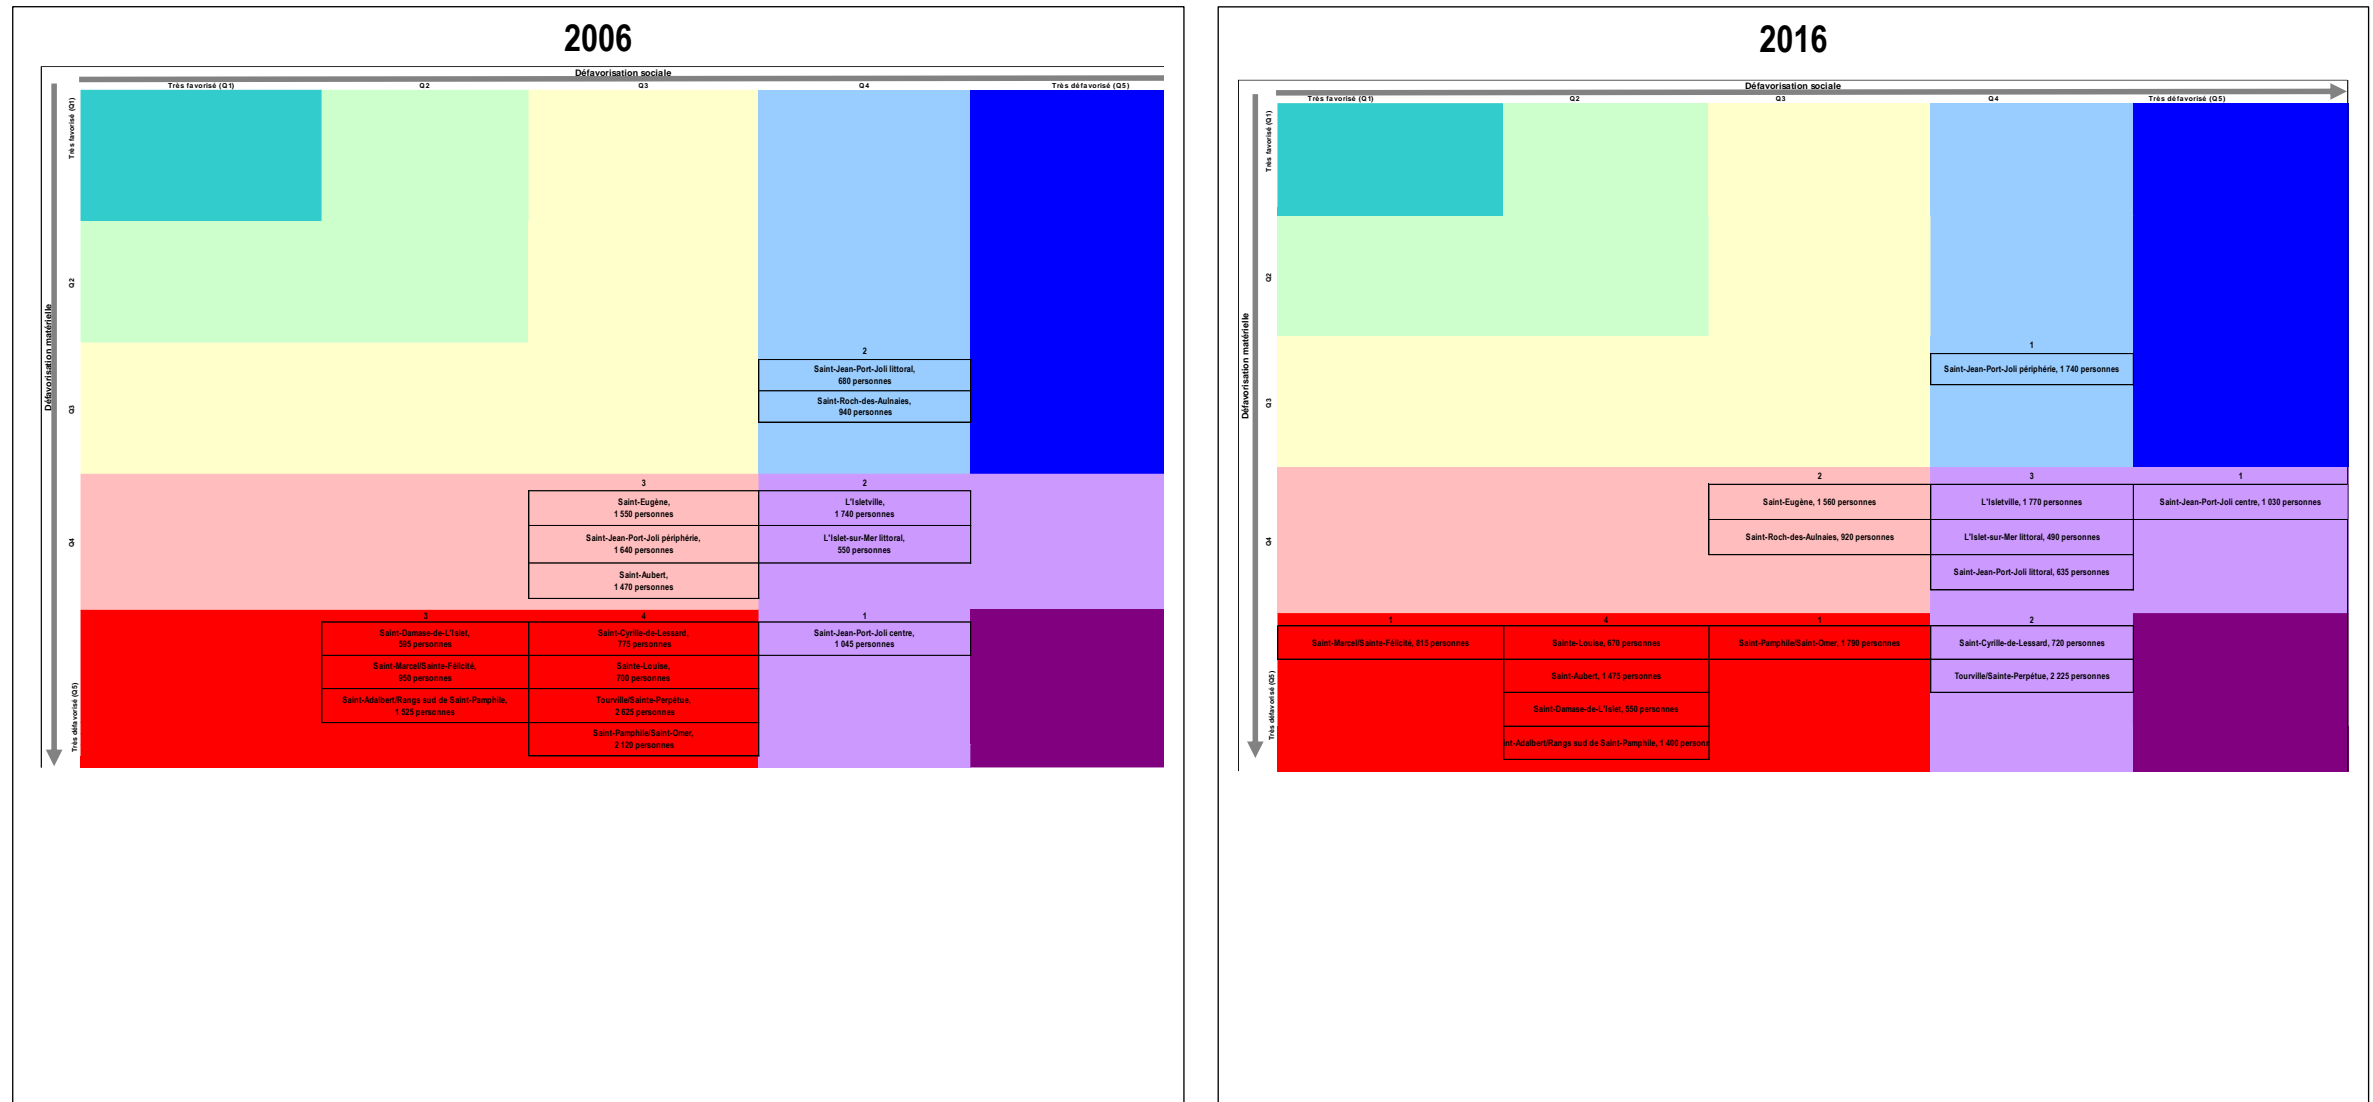 2006
Défavorisation sociale
Très favorisé (Q1)
Q2
Q3
Q4
Très défavorisé (Q5)
Défavorisation matérielle
Très favorisé (Q1)
Q2
Q3
Q4
Très défavorisé (Q5)
2
Saint-Jean-Port-Joli littoral,
680 personnes
Saint-Roch-des-Aulnaies,
940 personnes
3
Saint-Eugène,
1 550 personnes
Saint-Jean-Port-Joli périphérie,
1 640 personnes
Saint-Aubert,
1 470 personnes
2
L'Isletville,
1 740 personnes
L'Islet-sur-Mer littoral,
550 personnes
3
Saint-Damase-de-L'Islet,
595 personnes
Saint-Marcel/Sainte-Félicité,
950 personnes
Saint-Adalbert/Rangs sud de Saint-Pamphile,
1 525 personnes
4
Saint-Cyrille-de-Lessard,
775 personnes
Sainte-Louise,
700 personnes
Tourville/Sainte-Perpétue,
2 625 personnes
Saint-Pamphile/Saint-Omer,
2 120 personnes
1
Saint-Jean-Port-Joli centre,
1 045 personnes
2016
Défavorisation sociale
Très favorisé (Q1)
Q2
Q3
Q4
Très défavorisé (Q5)
Défavorisation matérielle
Très favorisé (Q1)
Q2
Q3
Q4
Très défavorisé (Q5)
1
Saint-Jean-Port-Joli périphérie, 1 740 personnes
2
Saint-Eugène, 1 560 personnes
Saint-Roch-des-Aulnaies, 920 personnes
3
L'Isletville, 1 770 personnes
L'Islet-sur-Mer littoral, 490 personnes
Saint-Jean-Port-Joli littoral, 635 personnes
1
Saint-Jean-Port-Joli centre, 1 030 personnes
1
Saint-Marcel/Sainte-Félicité, 815 personnes
4
Sainte-Louise, 670 personnes
Saint-Aubert, 1 475 personnes
Saint-Damase-de-L'Islet, 550 personnes
int-Adalbert/Rangs sud de Saint-Pamphile, 1 400 person
1
Saint-Pamphile/Saint-Omer, 1 790 personnes
2
Saint-Cyrille-de-Lessard, 720 personnes
Tourville/Sainte-Perpétue, 2 225 personnes